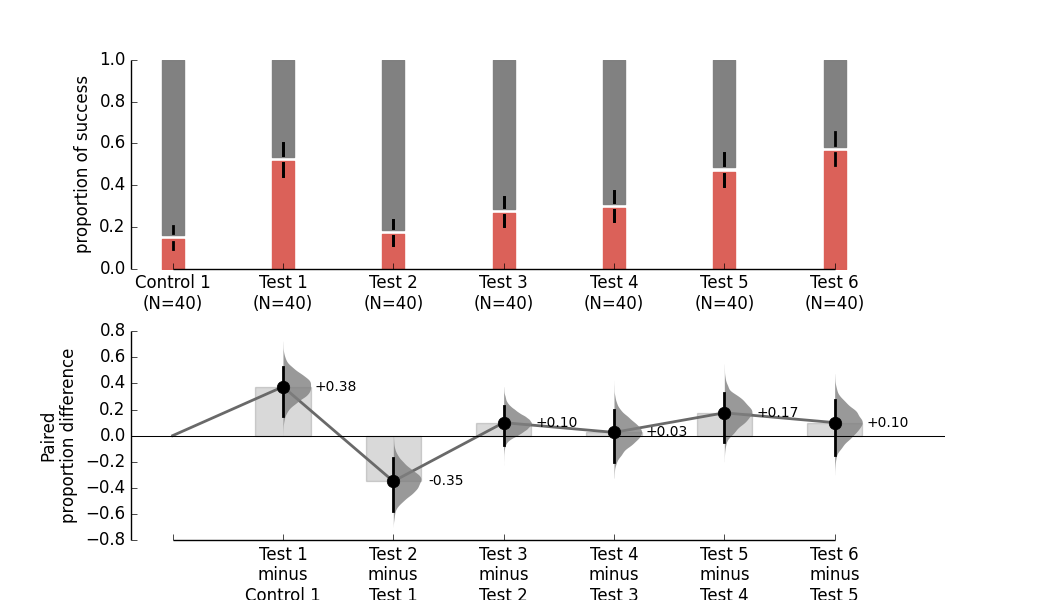 proportion of success
1.0
0.8
0.6
0.4
0.2
0.0
Control 1 Test 1 Test 2 Test 3 Test 4 Test 5 Test 6
(N=40) (N=40) (N=40) (N=40) (N=40) (N=40) (N=40)
Paired
proportion difference
0.8
0.6
0.4
0.2
0.0
−0.2
−0.4
−0.6
−0.8
+0.38
-0.35
+0.10
+0.03
+0.17
+0.10
Test 1 Test 2 Test 3 Test 4 Test 5 Test 6
minus minus minus minus minus minus
Control 1 Test 1 Test 2 Test 3 Test 4 Test 5